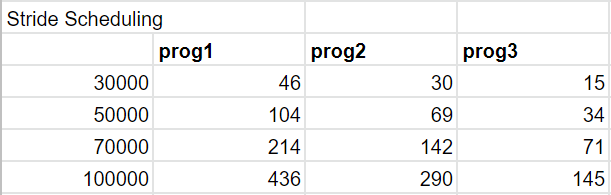 Stride Scheduling
prog1 prog2 prog3
30000 46 30 15
50000 104 69 34
70000 214 142 71
100000 436 290 145